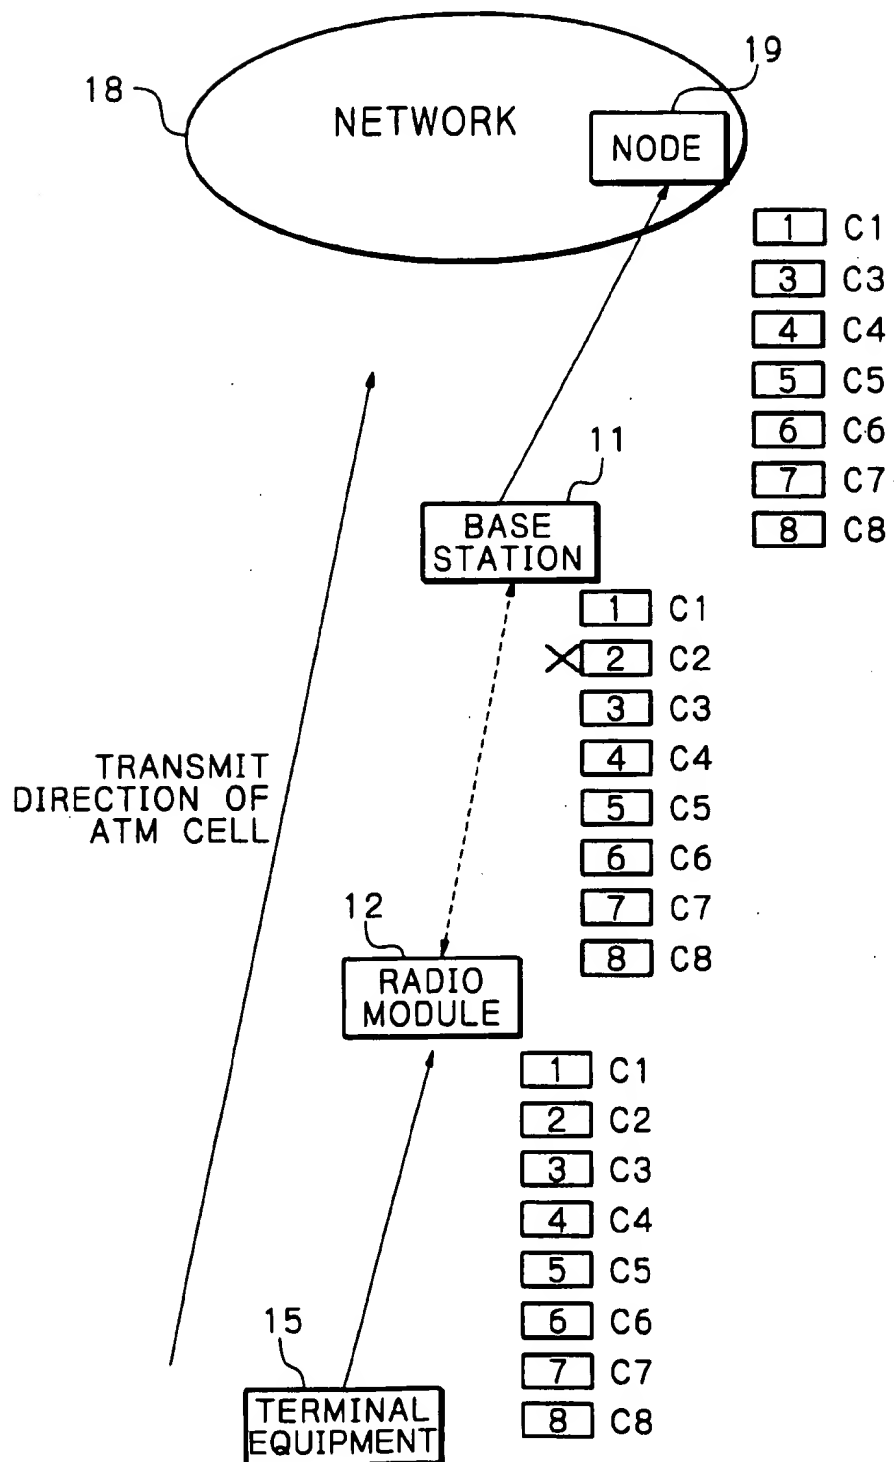 19
18
NETWORK
NODE
1 C1
3 C3
4 C4
5 C5
6 C6
7 C7
8 C8
11
BASE
STATION
1 C1
2 C2
3 C3
4 C4
5 C5
6 C6
7 C7
8 C8
TRANSMIT
DIRECTION OF
ATM CELL
12
RADIO
MODULE
1 C1
2 C2
3 C3
4 C4
5 C5
6 C6
7 C7
8 C8
15
TERMINAL
EQUIPMENT